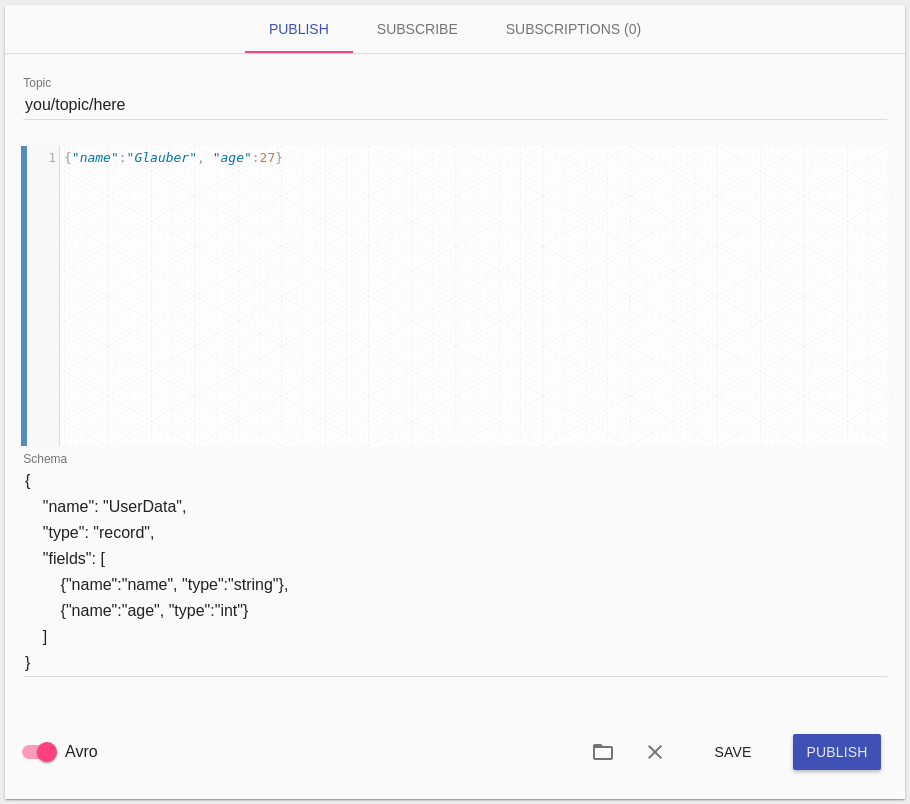 PUBLISH SUBSCRIBE SUBSCRIPTIONS (0)
Topic
you/topic/here
1 {"name":"Glauber", "age":27}
Schema
{
    "name": "UserData",
    "type": "record",
    "fields": [
        {"name":"name", "type":"string"},
        {"name":"age", "type":"int"}
    ]
}
Avro SAVE PUBLISH